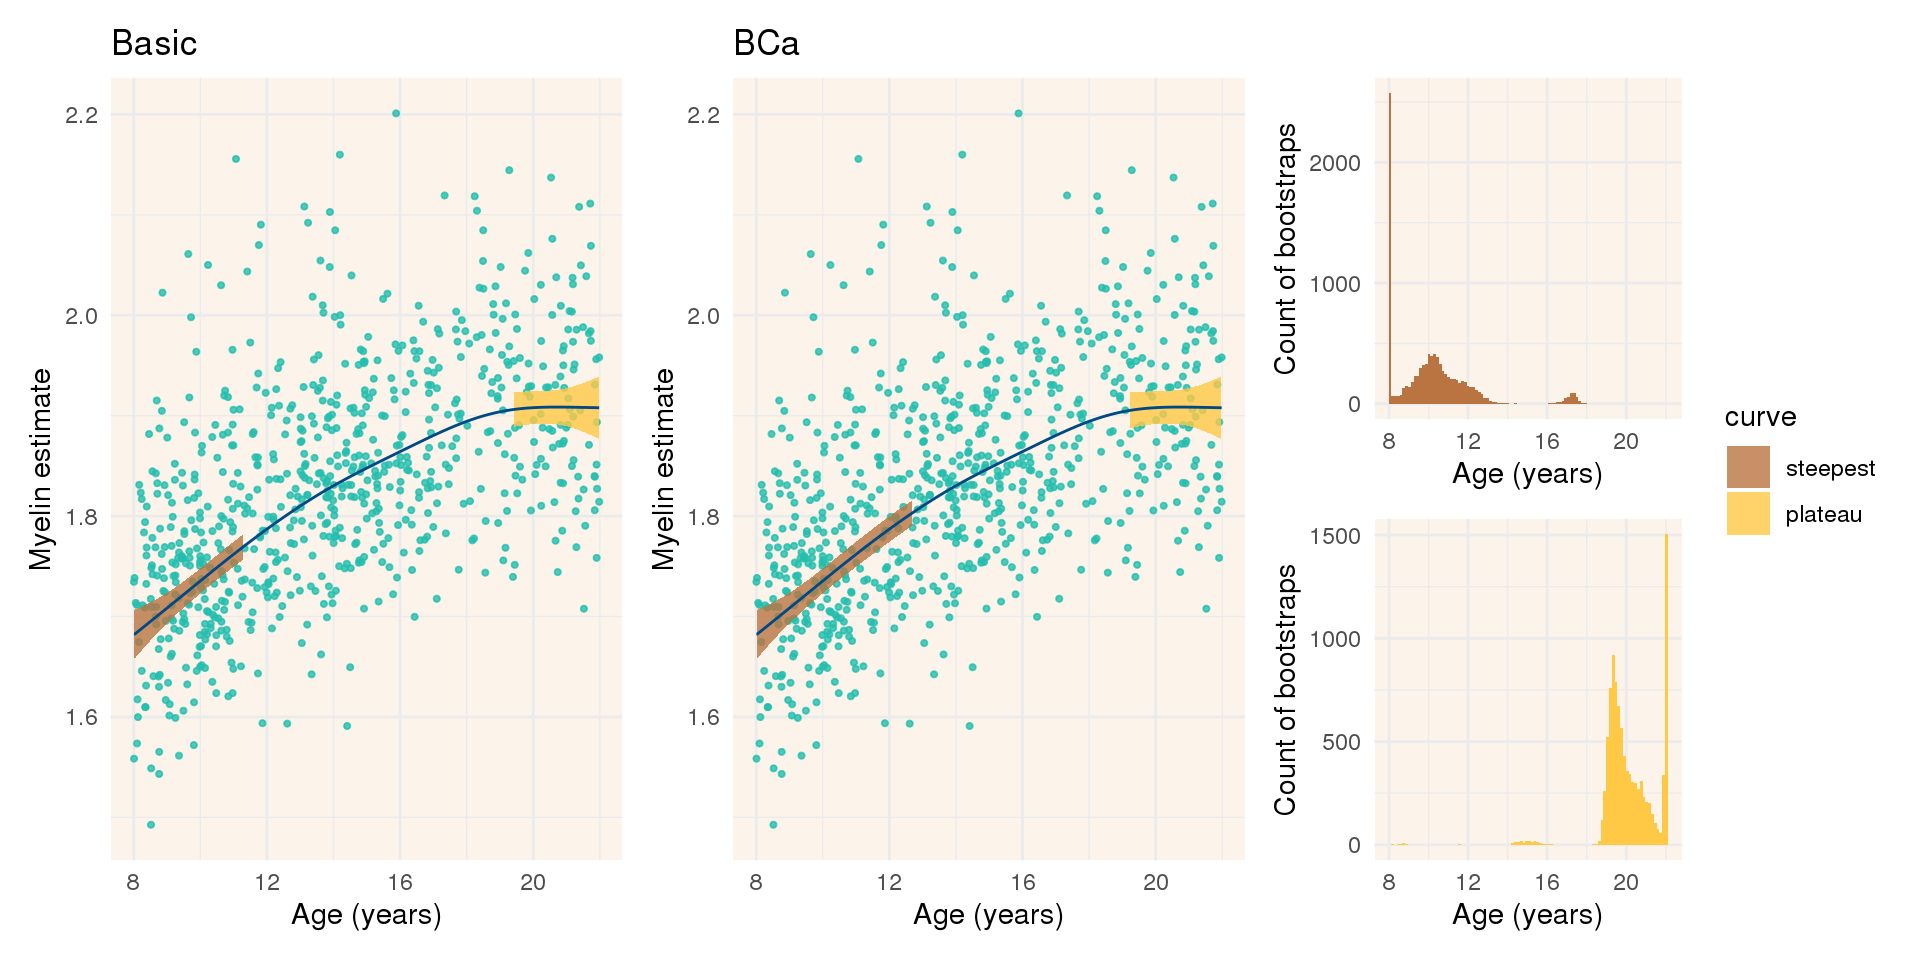 Basic
2.2
2.0
1.8
1.6
Myelin estimate
8 12 16 20
Age (years)
BCa
2.2
2.0
1.8
1.6
Myelin estimate
8 12 16 20
Age (years)
2000
1000
0
Count of bootstraps
8 12 16 20
Age (years)
1500
1000
500
0
Count of bootstraps
8 12 16 20
Age (years)
curve
steepest
plateau